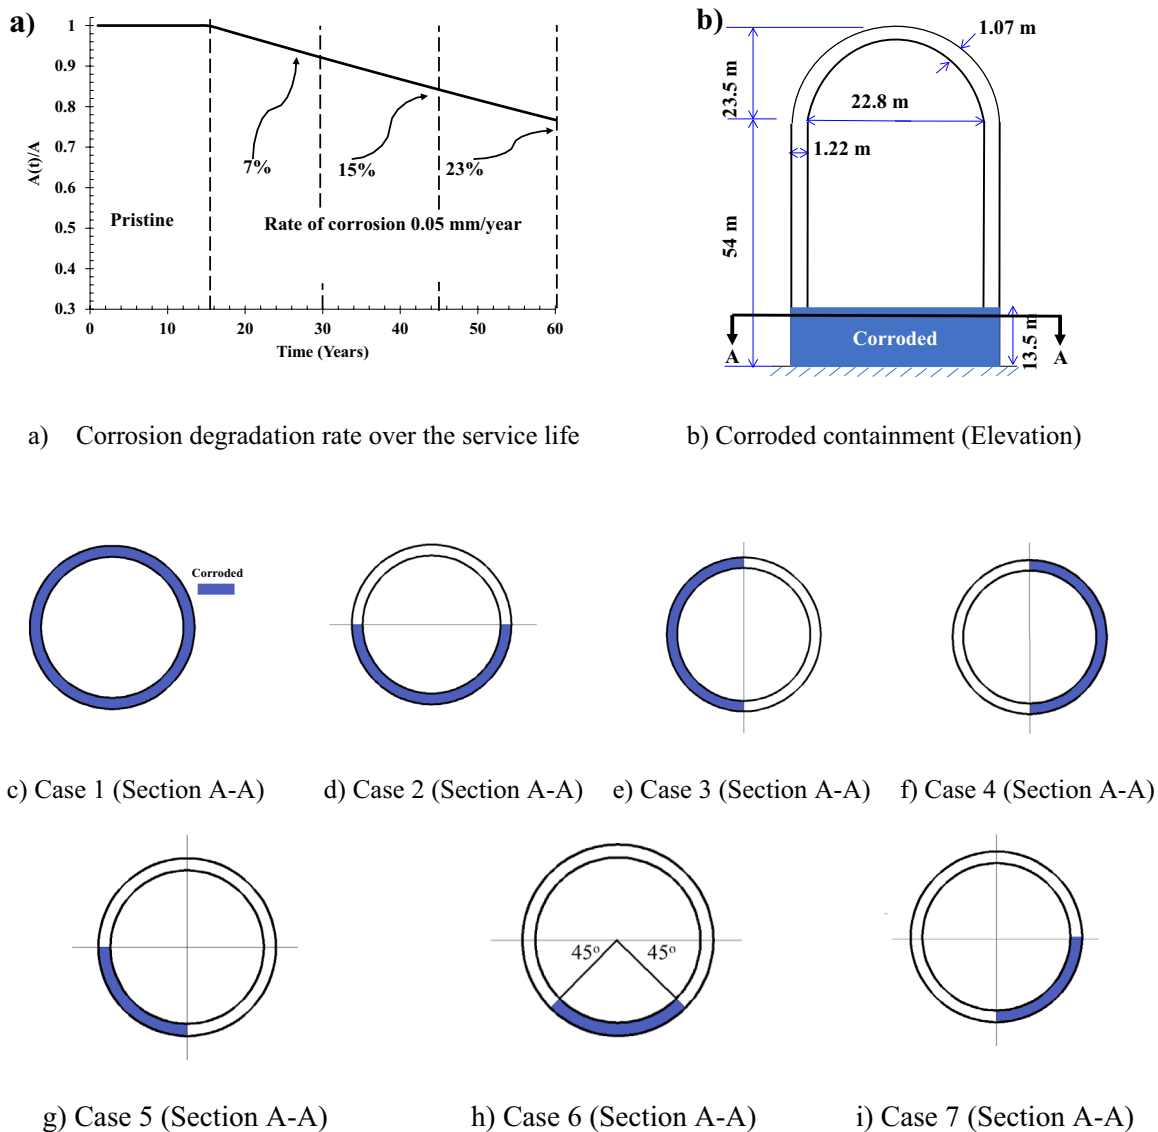 a)
1
0.9
0.8
0.7
0.6
0.5
0.4
0.3
A(t)/A
7%
15%
23%
Pristine
Rate of corrosion 0.05 mm/year
0 10 20 30 40 50 60
Time (Years)
b)
1.07 m
23.5 m
22.8 m
1.22 m
54 m
Corroded
13.5 m
A A
a) Corrosion degradation rate over the service life
b) Corroded containment (Elevation)
Corroded
c) Case 1 (Section A-A)
d) Case 2 (Section A-A)
e) Case 3 (Section A-A)
f) Case 4 (Section A-A)
45° 45°
g) Case 5 (Section A-A)
h) Case 6 (Section A-A)
i) Case 7 (Section A-A)